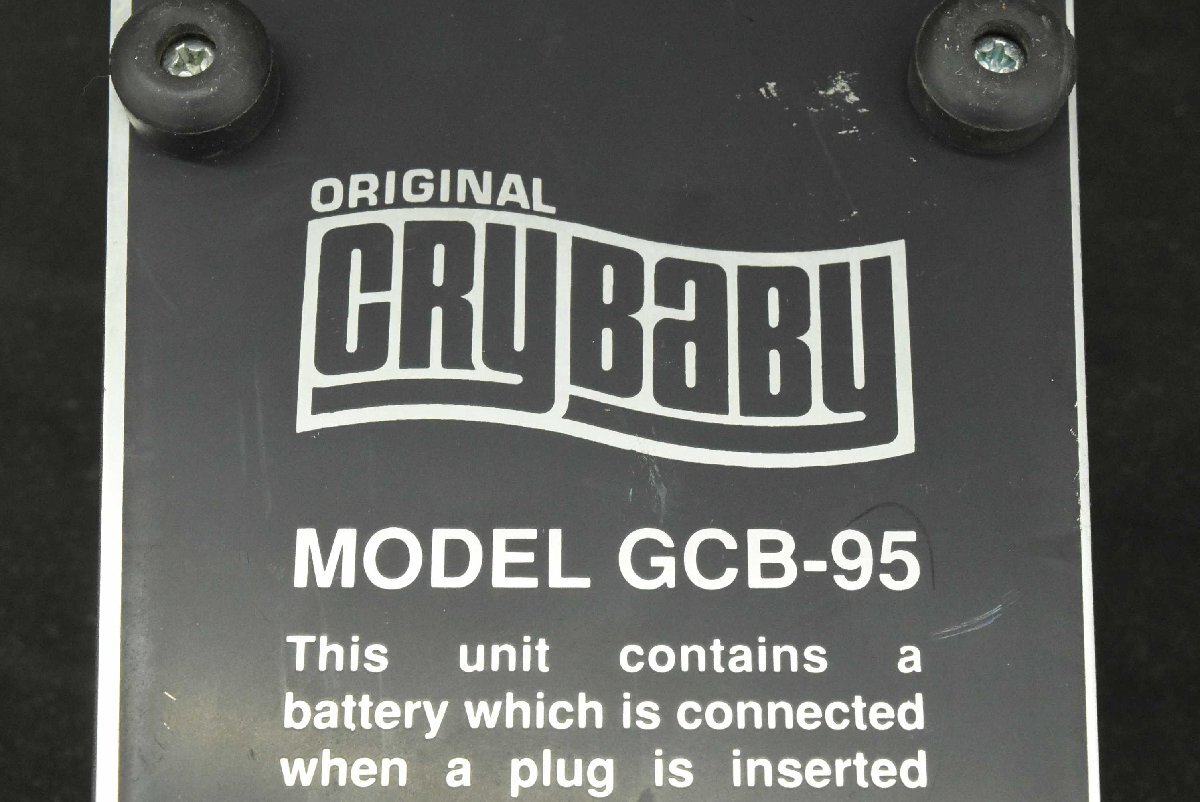 ORIGINAL
CRYBABY
MODEL GCB-95
This unit contains a
battery which is connected
when a plug is inserted